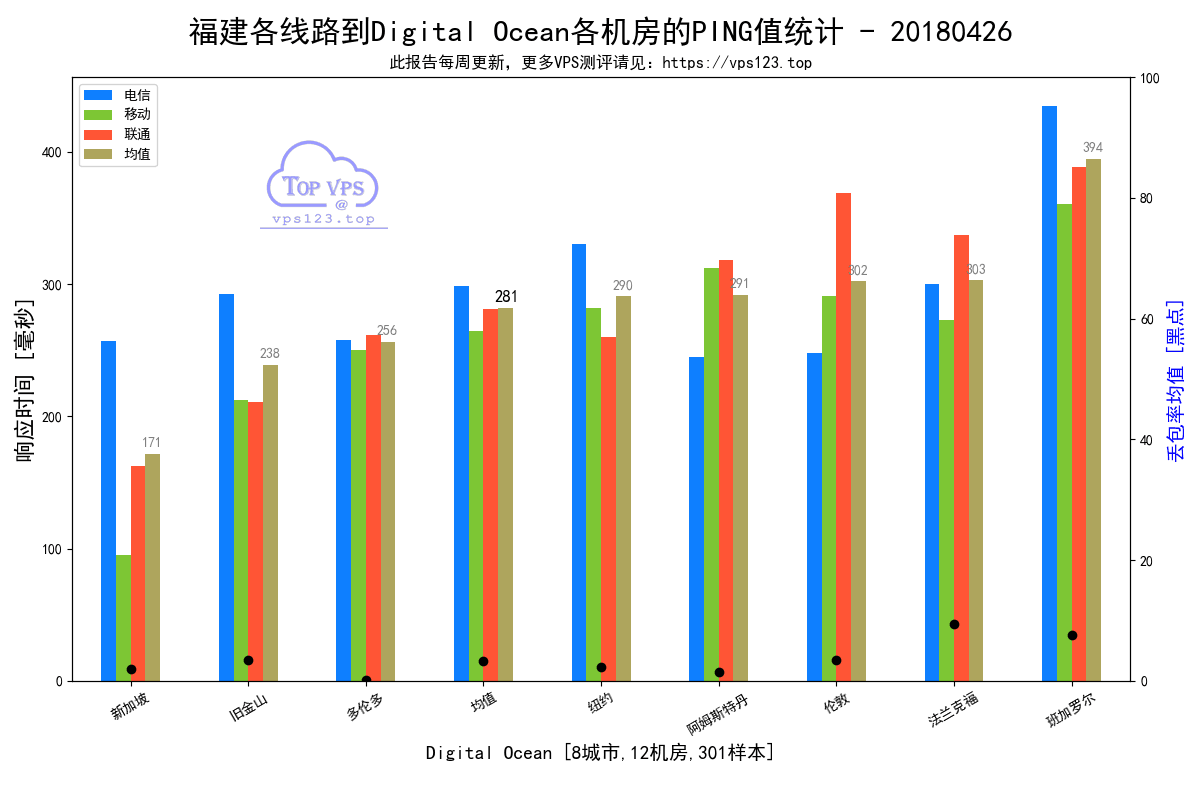 福建各线路到Digital Ocean各机房的PING值统计 - 20180426
此报告每周更新，更多VPS测评请见：https://vps123.top
电信
移动
联通
均值
TOP VPS
@
vps123.top
响应时间 [毫秒]
400
300
200
100
0
171
238
256
281
290
291
302
303
394
100
80
60
40
20
0
丢包率均值 [黑点]
新加坡
旧金山
多伦多
均值
纽约
阿姆斯特丹
伦敦
法兰克福
班加罗尔
Digital Ocean [8城市,12机房,301样本]